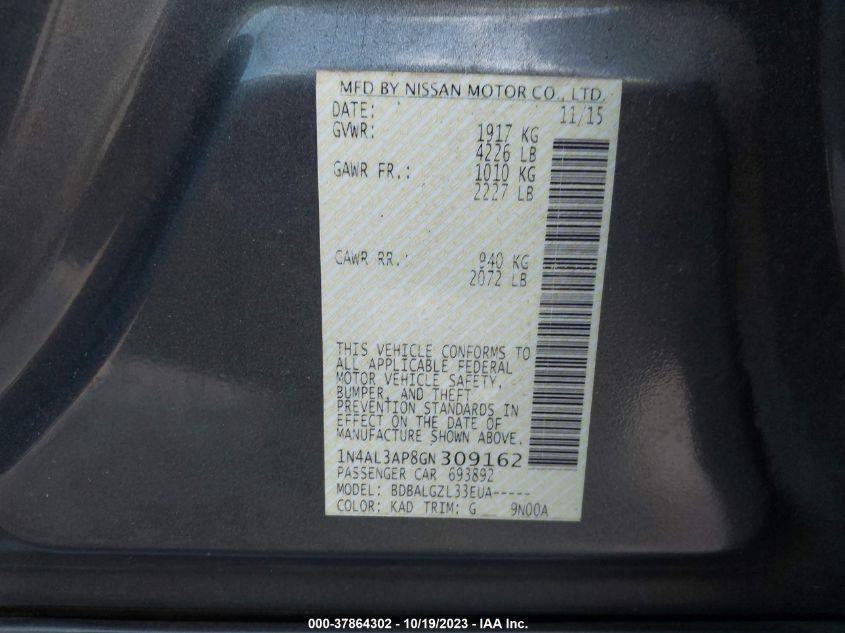 MFD BY NISSAN MOTOR CO., LTD.
DATE: 11/15
GVWR: 1917 KG
4226 LB
GAWR FR.: 1010 KG
2227 LB
GAWR RR.: 940 KG
2072 LB
THIS VEHICLE CONFORMS TO
ALL APPLICABLE FEDERAL
MOTOR VEHICLE SAFETY,
BUMPER, AND THEFT
PREVENTION STANDARDS IN
EFFECT ON THE DATE OF
MANUFACTURE SHOWN ABOVE.
1N4AL3AP8GN 309162
PASSENGER CAR 693892
MODEL: BDBALGZL33EUA-----
COLOR: KAD TRIM: G 9N00A
000-37864302 - 10/19/2023 - IAA Inc.